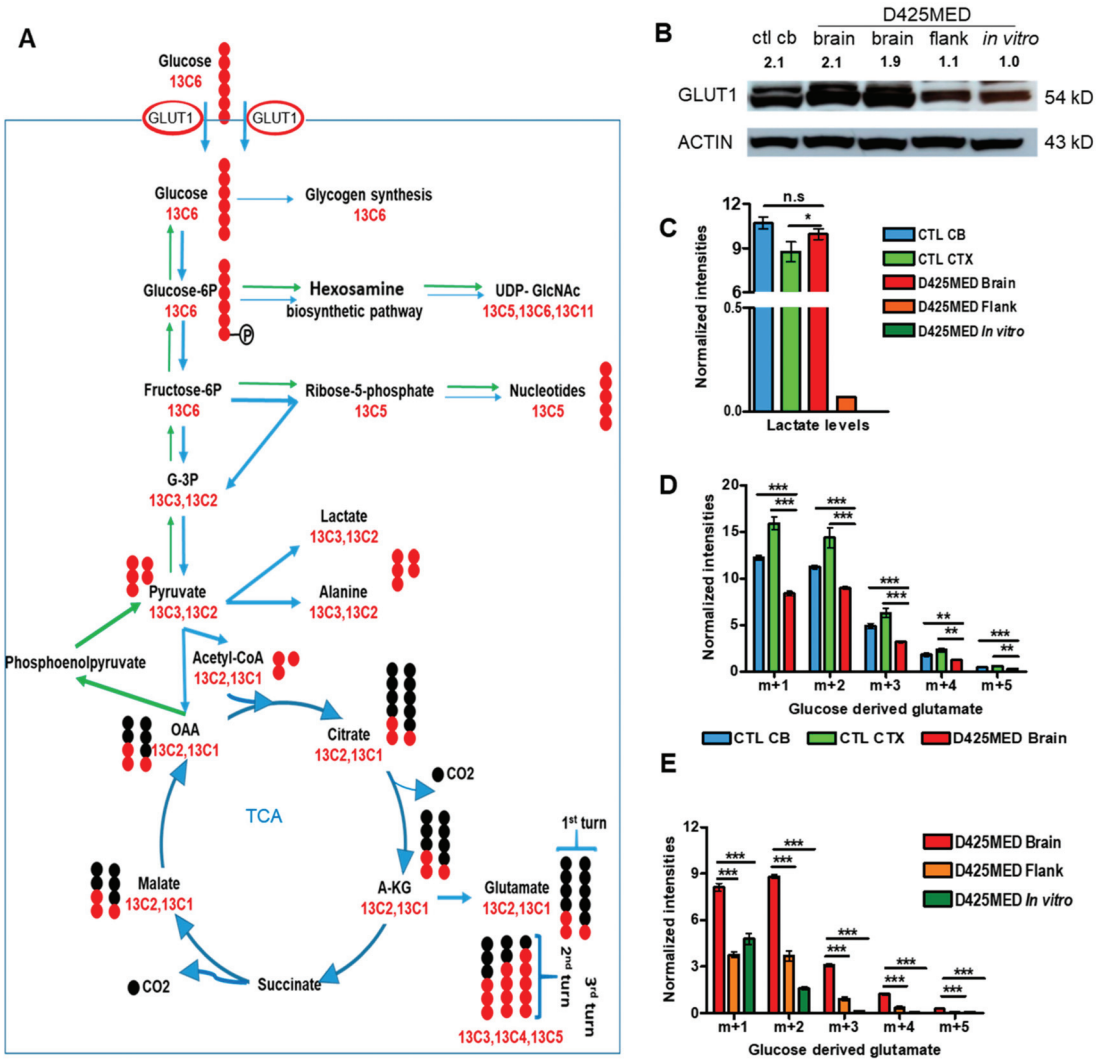 A
Glucose
13C6
GLUT1
GLUT1
Glucose
13C6
Glycogen synthesis
13C6
Glucose-6P
13C6
P
Hexosamine
biosynthetic pathway
UDP- GlcNAc
13C5,13C6,13C11
Fructose-6P
13C6
Ribose-5-phosphate
13C5
Nucleotides
13C5
G-3P
13C3,13C2
Lactate
13C3,13C2
Pyruvate
13C3,13C2
Alanine
13C3,13C2
Phosphoenolpyruvate
Acetyl-CoA
13C2,13C1
OAA
13C2,13C1
Citrate
13C2,13C1
CO2
TCA
1st turn
Malate
13C2,13C1
A-KG
13C2,13C1
Glutamate
13C2,13C1
Succinate
CO2
2nd turn
3rd turn
13C3,13C4,13C5
B
D425MED
ctl cb brain brain flank in vitro
2.1 2.1 1.9 1.1 1.0
GLUT1 54 kD
ACTIN 43 kD
C
Normalized intensities
12
9
6
0.5
0.0
n.s
*
Lactate levels
CTL CB
CTL CTX
D425MED Brain
D425MED Flank
D425MED In vitro
D
Normalized intensities
20
15
10
5
0
***
***
***
***
***
***
**
**
***
**
m+1 m+2 m+3 m+4 m+5
Glucose derived glutamate
CTL CB CTL CTX D425MED Brain
E
Normalized intensities
12
9
6
3
0
***
***
***
***
***
***
***
***
***
***
m+1 m+2 m+3 m+4 m+5
Glucose derived glutamate
D425MED Brain
D425MED Flank
D425MED In vitro